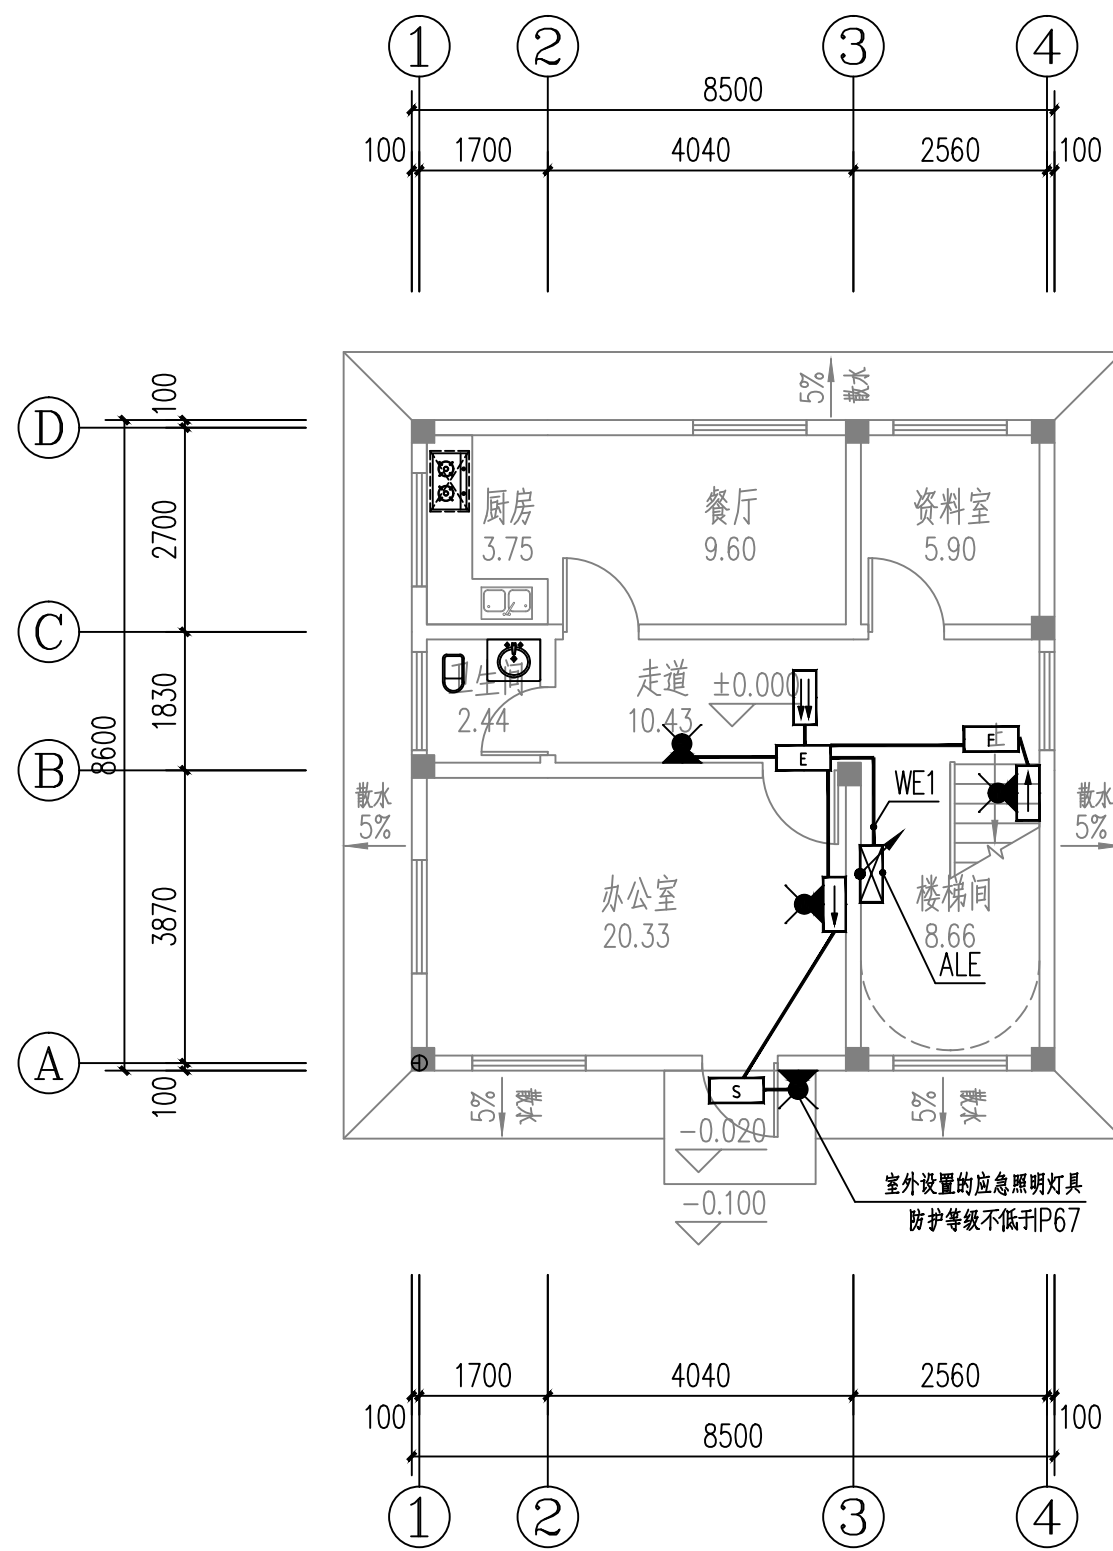 1 2 3 4
8500
100 1700 4040 2560 100
5%
散水
D
100
厨房
3.75
餐厅
9.60
资料室
5.90
2700
C
卫生间
2.44
走道
10.43
±0.000
1830
8600
B
E
E
上
WE1
散水
5%
散水
5%
3870
办公室
20.33
楼梯间
8.66
ALE
A
100
S
5%
散水
5%
散水
-0.020
-0.100
室外设置的应急照明灯具
防护等级不低于IP67
1700 4040 2560
100 100
8500
1 2 3 4